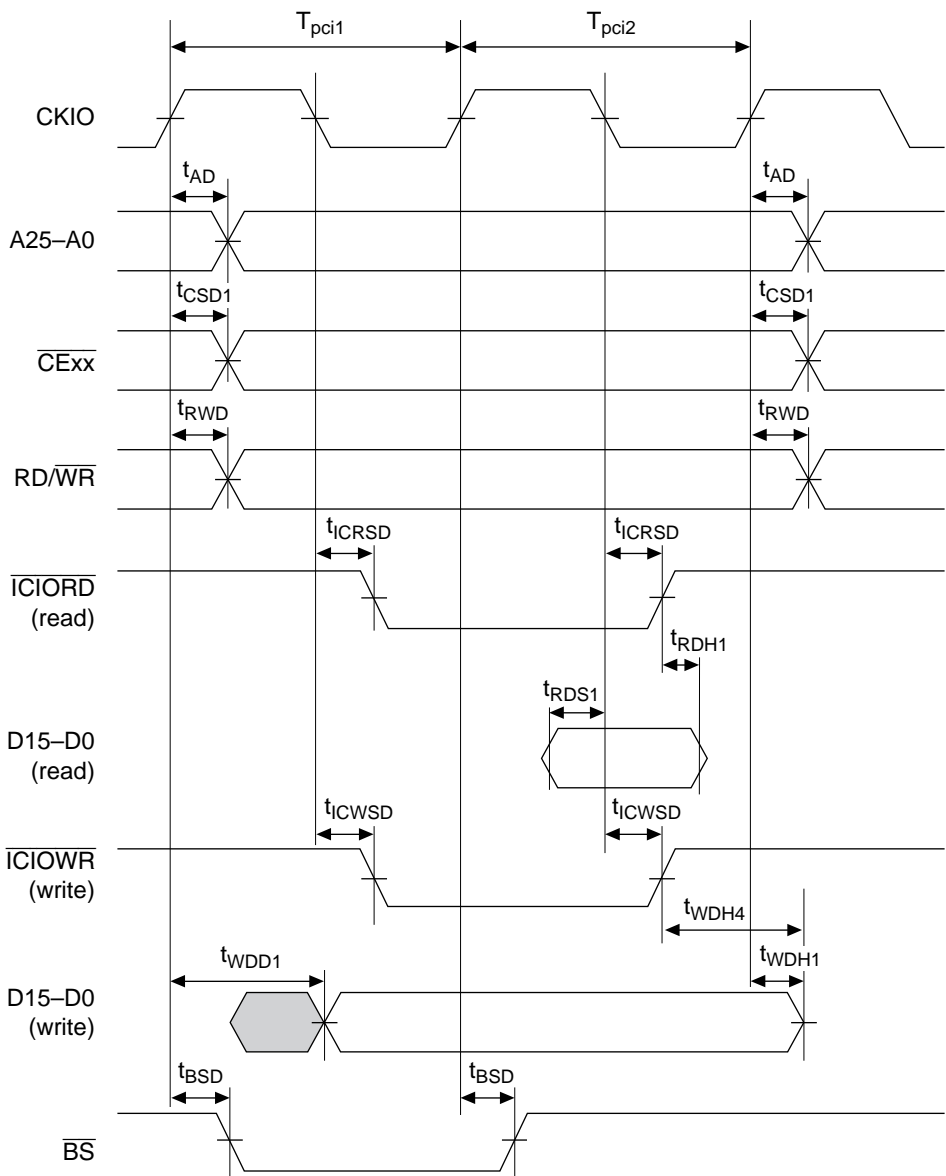 Tpci1 Tpci2
CKIO
tAD tAD
A25–A0
tCSD1 tCSD1
CExx
tRWD tRWD
RD/WR
tICRSD tICRSD
ICIORD
(read)
tRDH1
tRDS1
D15–D0
(read)
tICWSD tICWSD
ICIOWR
(write)
tWDH4
tWDD1 tWDH1
D15–D0
(write)
tBSD tBSD
BS